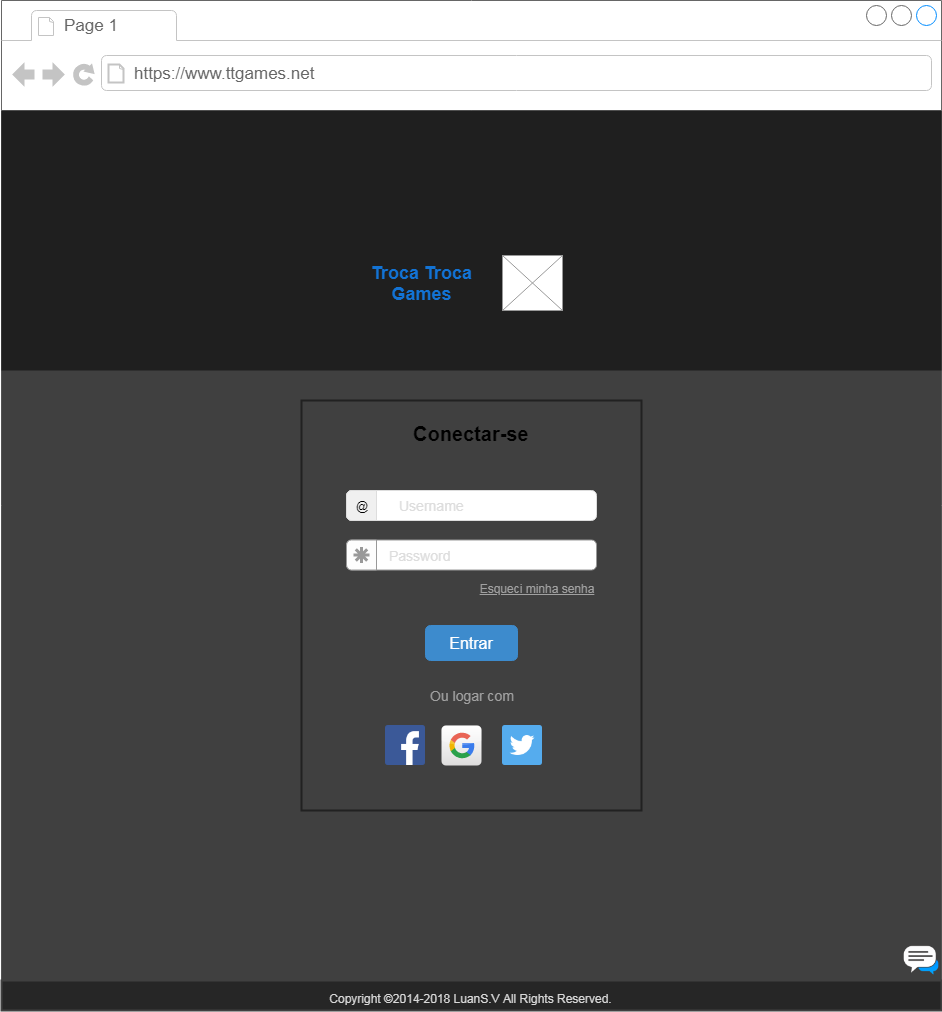 Page 1
https://www.ttgames.net
Troca Troca
Games
Conectar-se
@ Username
Password
Esqueci minha senha
Entrar
Ou logar com
Copyright ©2014-2018 LuanS.V All Rights Reserved.